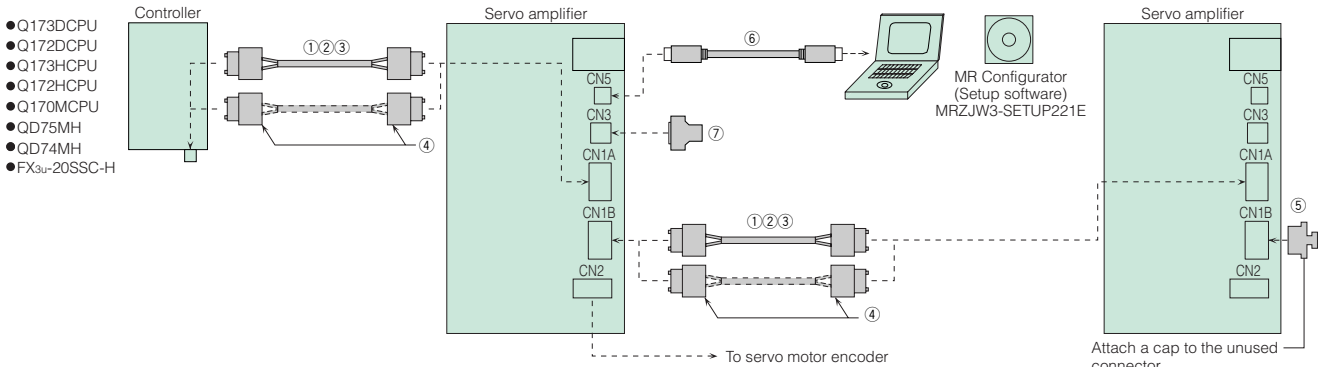 Controller
●Q173DCPU
●Q172DCPU
●Q173HCPU
●Q172HCPU
●Q170MCPU
●QD75MH
●QD74MH
●FX3U-20SSC-H
①②③
④
Servo amplifier
CN5
CN3
CN1A
CN1B
CN2
⑥
⑦
MR Configurator
(Setup software)
MRZJW3-SETUP221E
①②③
④
To servo motor encoder
Servo amplifier
CN5
CN3
CN1A
CN1B
CN2
⑤
Attach a cap to the unused
connector.